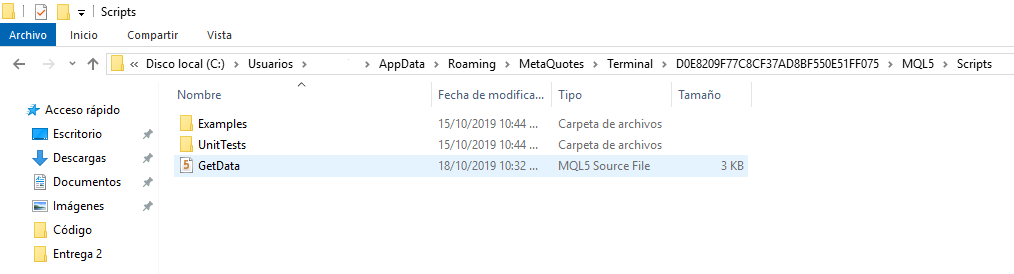 Scripts
Archivo Inicio Compartir Vista
« Disco local (C:) > Usuarios > > AppData > Roaming > MetaQuotes > Terminal > D0E8209F77C8CF37AD8BF550E51FF075 > MQL5 > Scripts
Nombre Fecha de modifica... Tipo Tamaño
Acceso rápido
Examples 15/10/2019 10:44 ... Carpeta de archivos
Escritorio
UnitTests 15/10/2019 10:44 ... Carpeta de archivos
Descargas
GetData 18/10/2019 10:32 ... MQL5 Source File 3 KB
Documentos
Imágenes
Código
Entrega 2